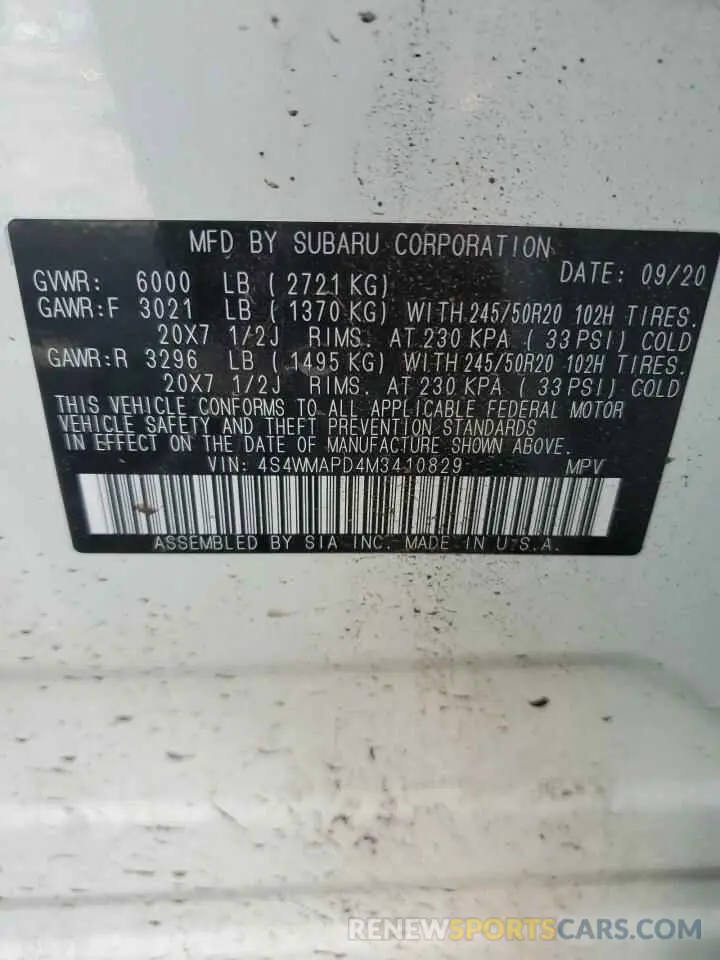 MFD BY SUBARU CORPORATION
DATE: 09/20
GVWR: 6000 LB ( 2721 KG)
GAWR:F 3021 LB ( 1370 KG) WITH 245/50R20 102H TIRES.
20X7 1/2J RIMS. AT 230 KPA ( 33 PSI) COLD
GAWR:R 3296 LB ( 1495 KG) WITH 245/50R20 102H TIRES.
20X7 1/2J RIMS. AT 230 KPA ( 33 PSI) COLD
THIS VEHICLE CONFORMS TO ALL APPLICABLE FEDERAL MOTOR
VEHICLE SAFETY AND THEFT PREVENTION STANDARDS
IN EFFECT ON THE DATE OF MANUFACTURE SHOWN ABOVE.
VIN: 4S4WMAPD4M3410829 MPV
ASSEMBLED BY SIA INC. MADE IN U.S.A.
RENEWSPORTSCARS.COM